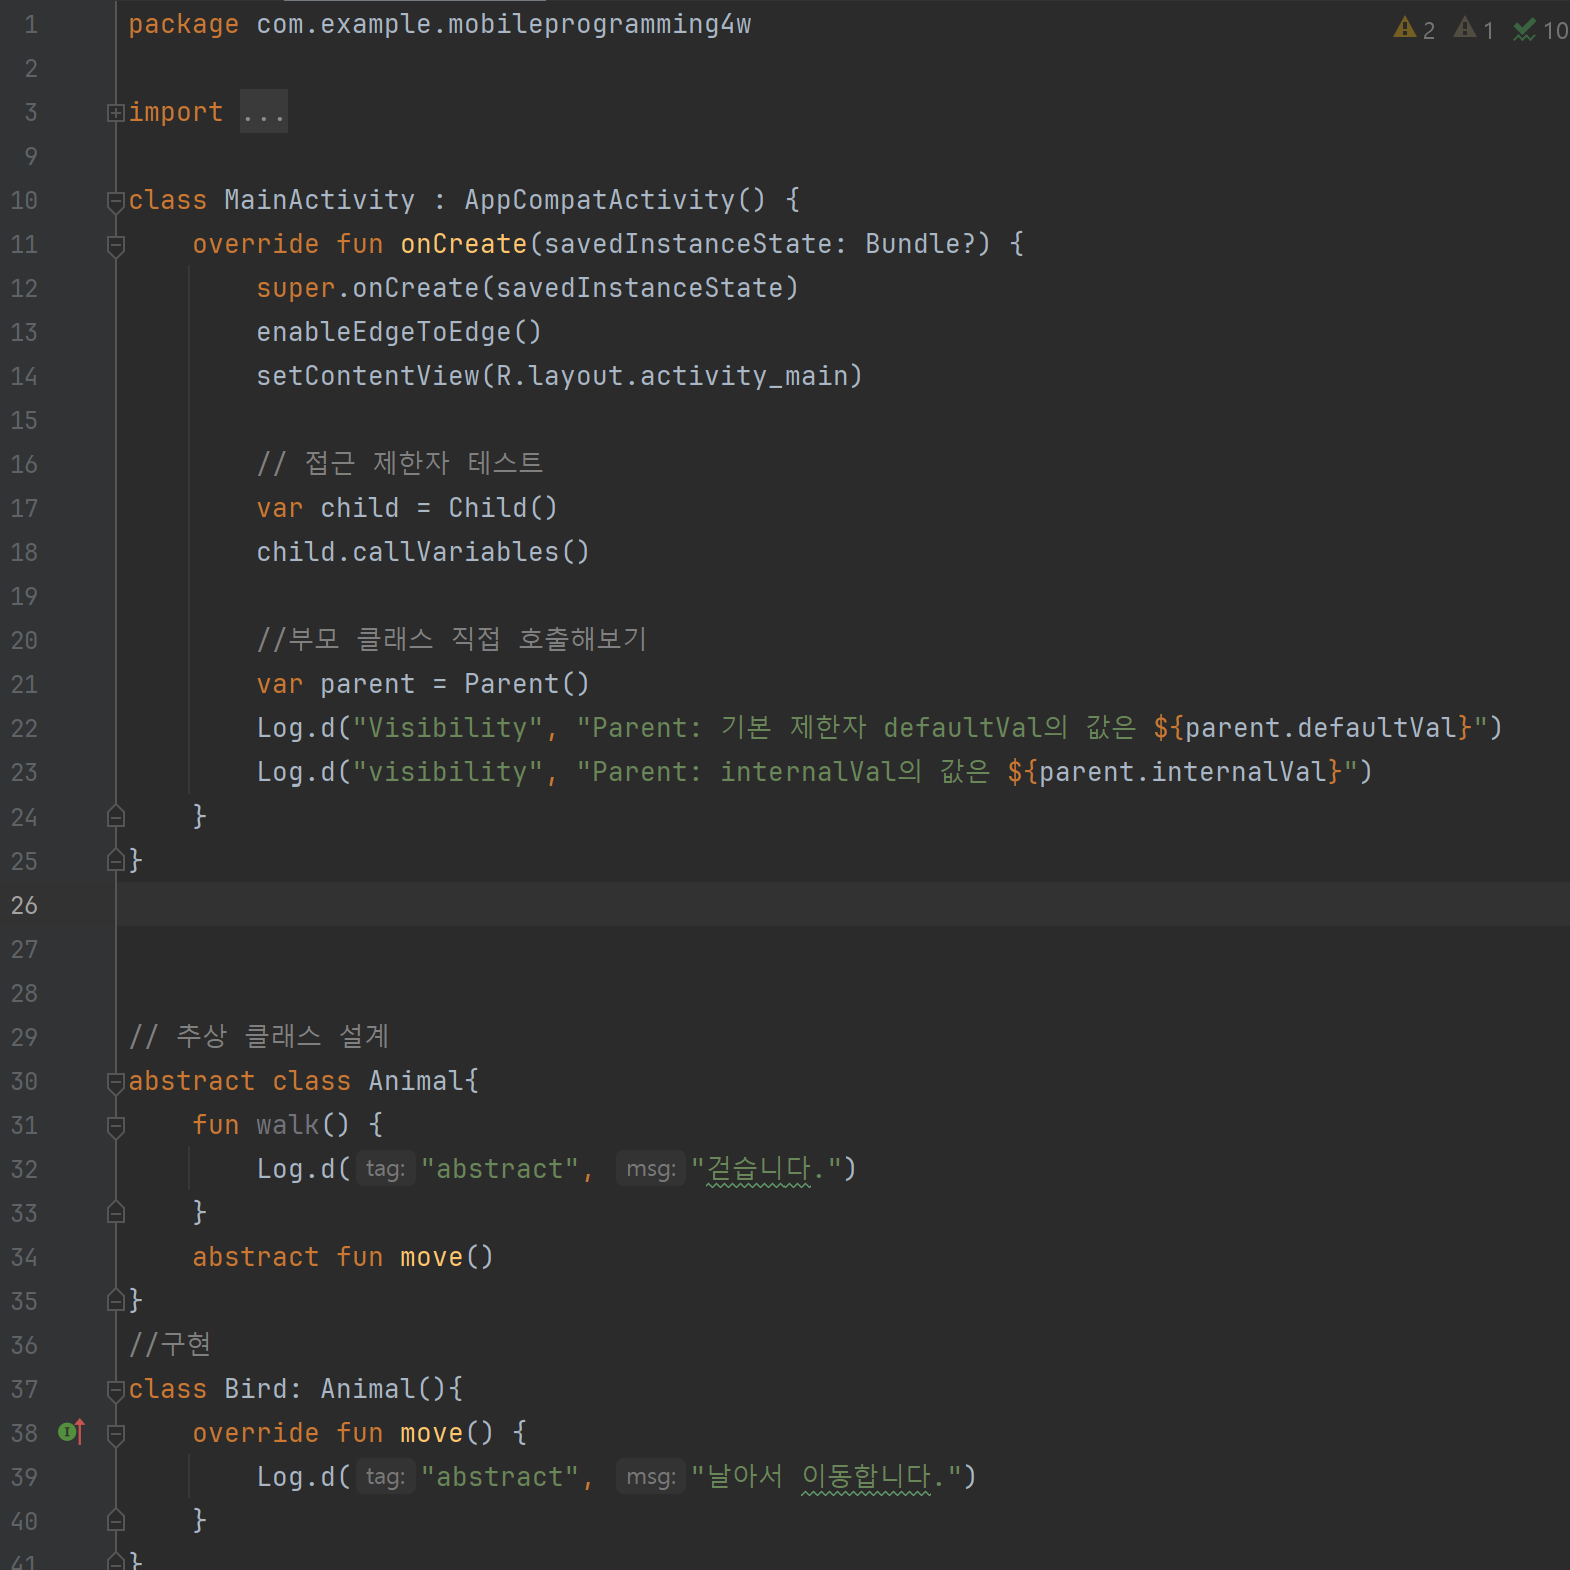 1 package com.example.mobileprogramming4w
2 1 10
2
3 import ...
9
10 class MainActivity : AppCompatActivity() {
11 override fun onCreate(savedInstanceState: Bundle?) {
12 super.onCreate(savedInstanceState)
13 enableEdgeToEdge()
14 setContentView(R.layout.activity_main)
15
16 // 접근 제한자 테스트
17 var child = Child()
18 child.callVariables()
19
20 //부모 클래스 직접 호출해보기
21 var parent = Parent()
22 Log.d("Visibility", "Parent: 기본 제한자 defaultVal의 값은 ${parent.defaultVal}")
23 Log.d("visibility", "Parent: internalVal의 값은 ${parent.internalVal}")
24 }
25 }
26
27
28
29 // 추상 클래스 설계
30 abstract class Animal{
31 fun walk() {
32 Log.d( tag: "abstract", msg: "걷습니다.")
33 }
34 abstract fun move()
35 }
36 //구현
37 class Bird: Animal(){
38 I override fun move() {
39 Log.d( tag: "abstract", msg: "날아서 이동합니다.")
40 }
41 }